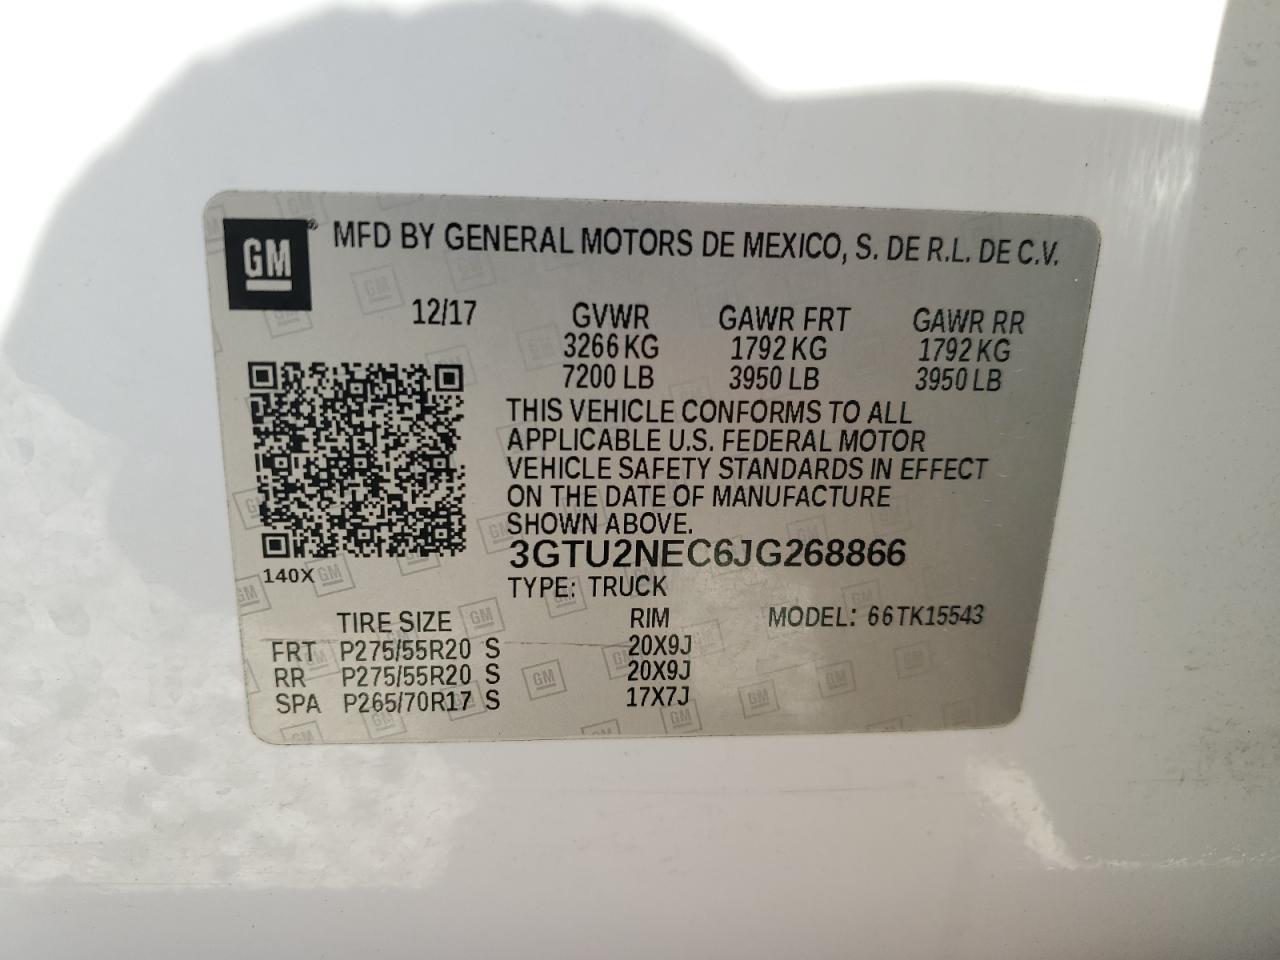 GM® MFD BY GENERAL MOTORS DE MEXICO, S. DE R.L. DE C.V.
12/17 GVWR GAWR FRT GAWR RR
3266 KG 1792 KG 1792 KG
7200 LB 3950 LB 3950 LB
THIS VEHICLE CONFORMS TO ALL
APPLICABLE U.S. FEDERAL MOTOR
VEHICLE SAFETY STANDARDS IN EFFECT
ON THE DATE OF MANUFACTURE
SHOWN ABOVE.
3GTU2NEC6JG268866
140X TYPE: TRUCK
TIRE SIZE RIM MODEL: 66TK15543
FRT P275/55R20 S 20X9J
RR P275/55R20 S 20X9J
SPA P265/70R17 S 17X7J